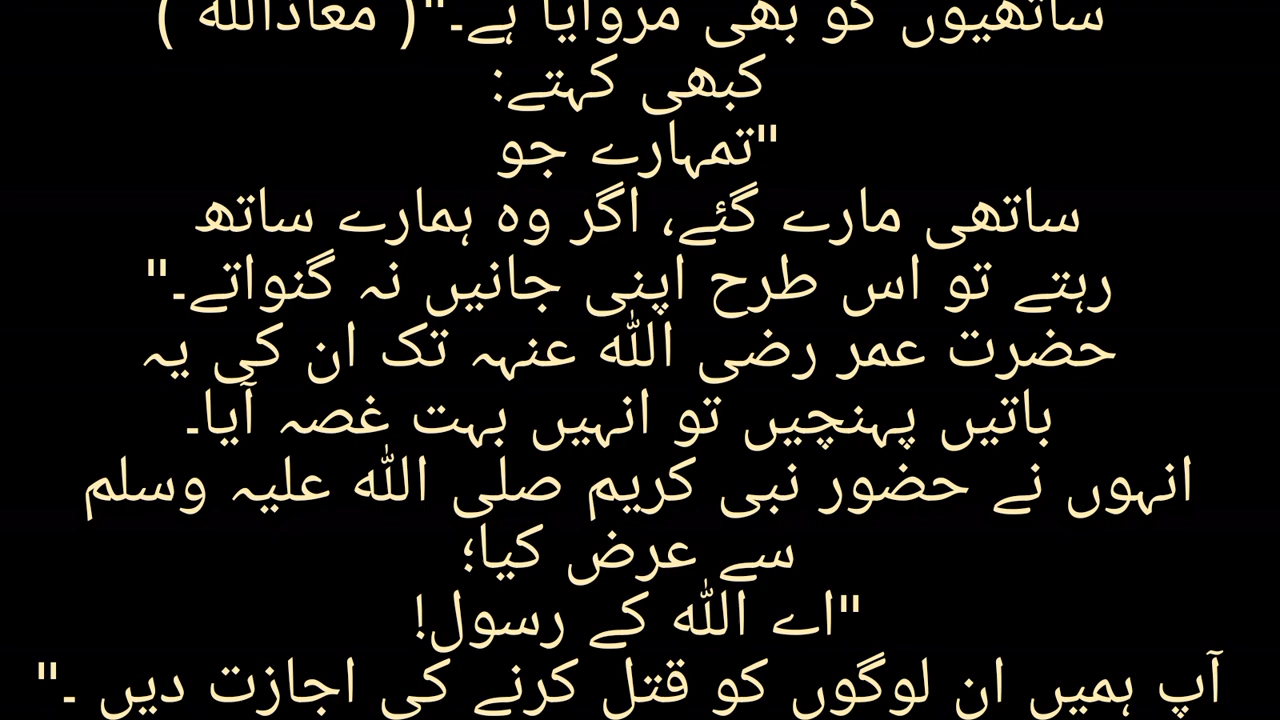 ساتھیوں کو بھی مروایا ہے۔"( معاذاللہ )
کبھی کہتے:
"تمہارے جو
ساتھی مارے گئے، اگر وہ ہمارے ساتھ
رہتے تو اس طرح اپنی جانیں نہ گنواتے۔"
حضرت عمر رضی اللہ عنہہ تک ان کی یہ
باتیں پہنچیں تو انہیں بہت غصہ آیا۔
انہوں نے حضور نبی کریم صلی اللہ علیہ وسلم
سے عرض کیا؛
"اے اللہ کے رسول!
آپ ہمیں ان لوگوں کو قتل کرنے کی اجازت دیں ۔"